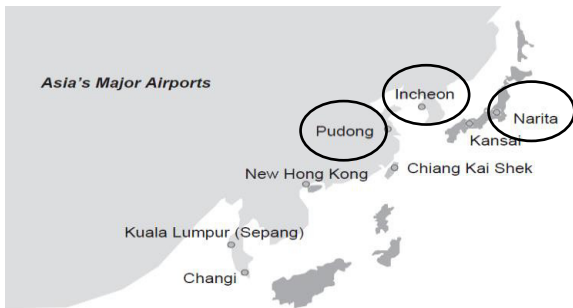 Asia's Major Airports
Incheon
Narita
Pudong
Kansai
Chiang Kai Shek
New Hong Kong
Kuala Lumpur (Sepang)
Changi